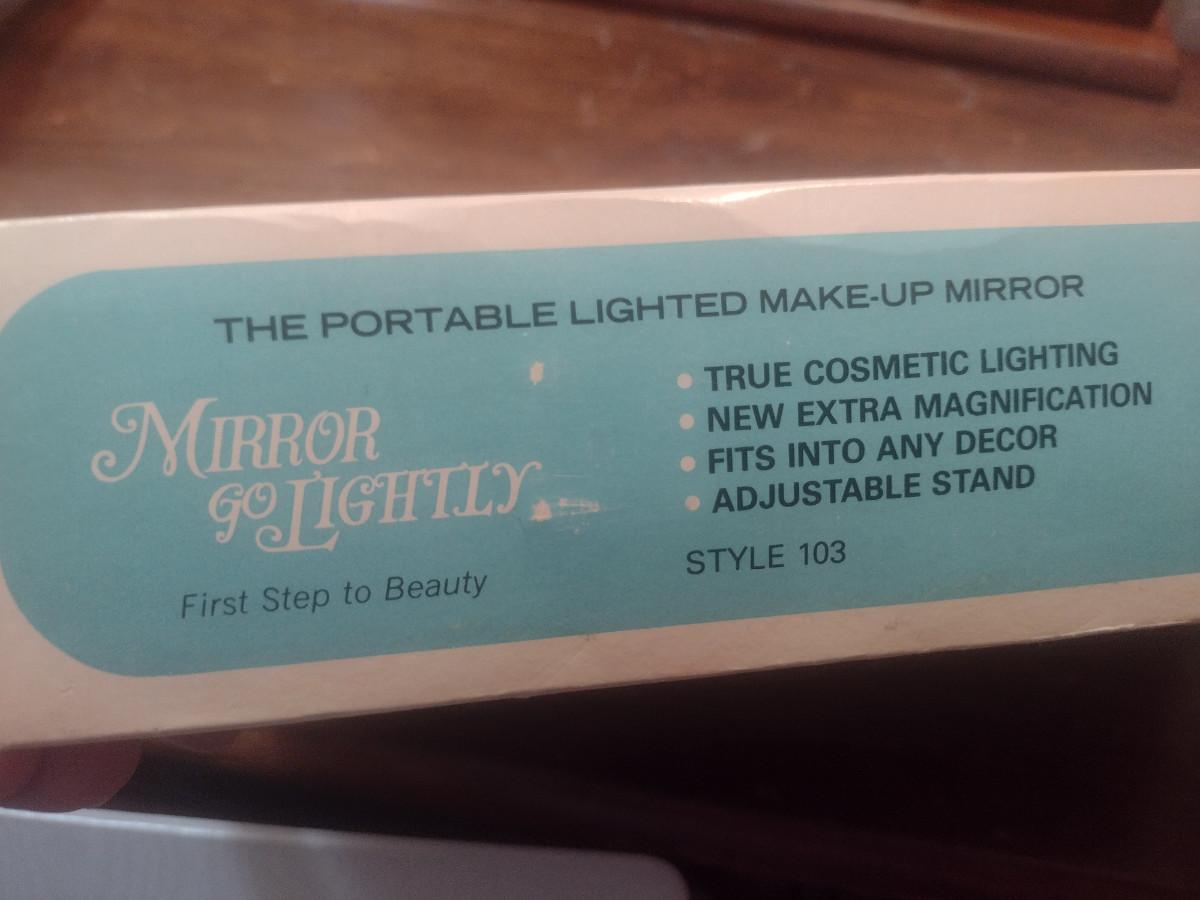 THE PORTABLE LIGHTED MAKE-UP MIRROR
MIRROR
GO LIGHTLY
First Step to Beauty
• TRUE COSMETIC LIGHTING
• NEW EXTRA MAGNIFICATION
• FITS INTO ANY DECOR
• ADJUSTABLE STAND
STYLE 103